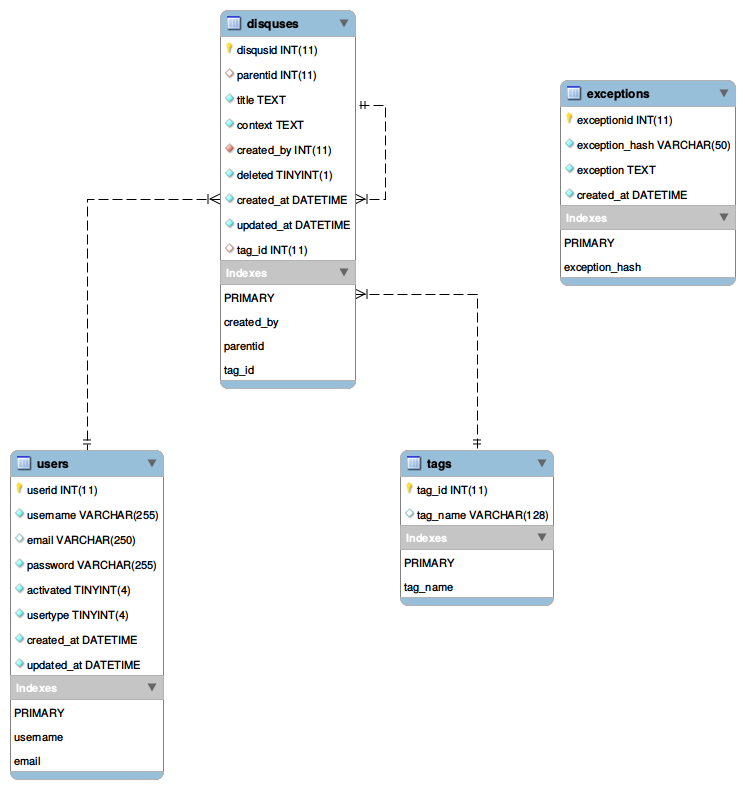 disquses
disqusid INT(11)
parentid INT(11)
title TEXT
context TEXT
created_by INT(11)
deleted TINYINT(1)
created_at DATETIME
updated_at DATETIME
tag_id INT(11)
Indexes
PRIMARY
created_by
parentid
tag_id
exceptions
exceptionid INT(11)
exception_hash VARCHAR(50)
exception TEXT
created_at DATETIME
Indexes
PRIMARY
exception_hash
users
userid INT(11)
username VARCHAR(255)
email VARCHAR(250)
password VARCHAR(255)
activated TINYINT(4)
usertype TINYINT(4)
created_at DATETIME
updated_at DATETIME
Indexes
PRIMARY
username
email
tags
tag_id INT(11)
tag_name VARCHAR(128)
Indexes
PRIMARY
tag_name